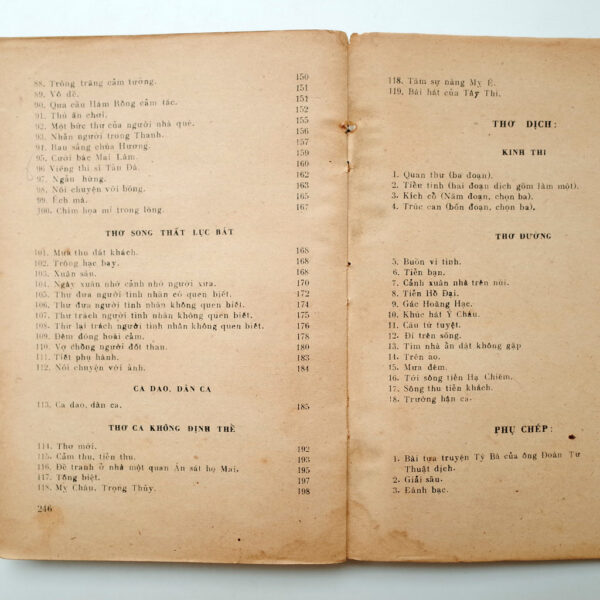 88. Trông trăng cảm tưởng. 150
89. Vô đề. 151
90. Qua cầu Hàm Rồng cảm tác. 151
91. Thú ăn chơi. 152
92. Một bức thư của người nhà quê. 155
93. Nhắn người trong Thanh. 156
94. Rau sắng chùa Hương. 157
95. Cười bác Mai Lâm. 159
96. Viếng thi sĩ Tản Đà. 160
97. Ngẫu hứng. 162
98. Nói chuyện với bóng. 163
99. Ếch mà. 165
100. Chim họa mi trong lồng. 167
THƠ SONG THẤT LỤC BÁT
101. Mưa thu đất khách. 168
102. Trông hạc bay. 168
103. Xuân sầu. 168
104. Ngày xuân nhớ cảnh nhớ người xưa. 170
105. Thư đưa người tình nhân có quen biết. 172
106. Thư đưa người tình nhân không quen biết. 174
107. Thư trách người tình nhân không quen biết. 175
108. Thư lại trách người tình nhân không quen biết. 176
109. Đêm đông hoài cảm. 178
110. Vợ chồng người đốt than. 180
111. Tiết phụ hành. 183
112. Nói chuyện với ảnh. 184
CA DAO, DÂN CA
113. Ca dao, dân ca. 185
THƠ CA KHÔNG ĐỊNH THỂ
114. Thơ mới. 192
115. Cảm thu, tiễn thu. 193
116. Đề tranh ở nhà một quan Án sát họ Mai. 195
117. Tống biệt. 197
118. Mỵ Châu, Trọng Thủy. 198
246
118. Tâm sự nàng Mỵ Ê.
119. Bài hát của Tây Thi.
THƠ DỊCH:
KINH THI
1. Quan thư (ba đoạn).
2. Tiễu tinh (hai đoạn dịch gồm làm một).
3. Kích cổ (Năm đoạn, chọn ba).
4. Trúc can (bốn đoạn, chọn ba).
THƠ ĐƯỜNG
5. Buồn vì tình.
6. Tiễn bạn.
7. Cảnh xuân nhà trên núi.
8. Tiễn Hồ Đại.
9. Gác Hoàng Hạc.
10. Khúc hát Ý Châu.
11. Câu từ tuyệt.
12. Đi trên sông.
13. Tìm nhà ẩn dật không gặp
14. Trên ao.
15. Mưa đêm.
16. Tới sông tiễn Hạ Chiêm.
17. Sông thu tiễn khách.
18. Trường hận ca.
PHỤ CHÉP:
1. Bài tựa truyện Tỳ Bà của ông Đoàn Tư
Thuật dịch.
2. Giải sầu.
3. Đánh bạc.